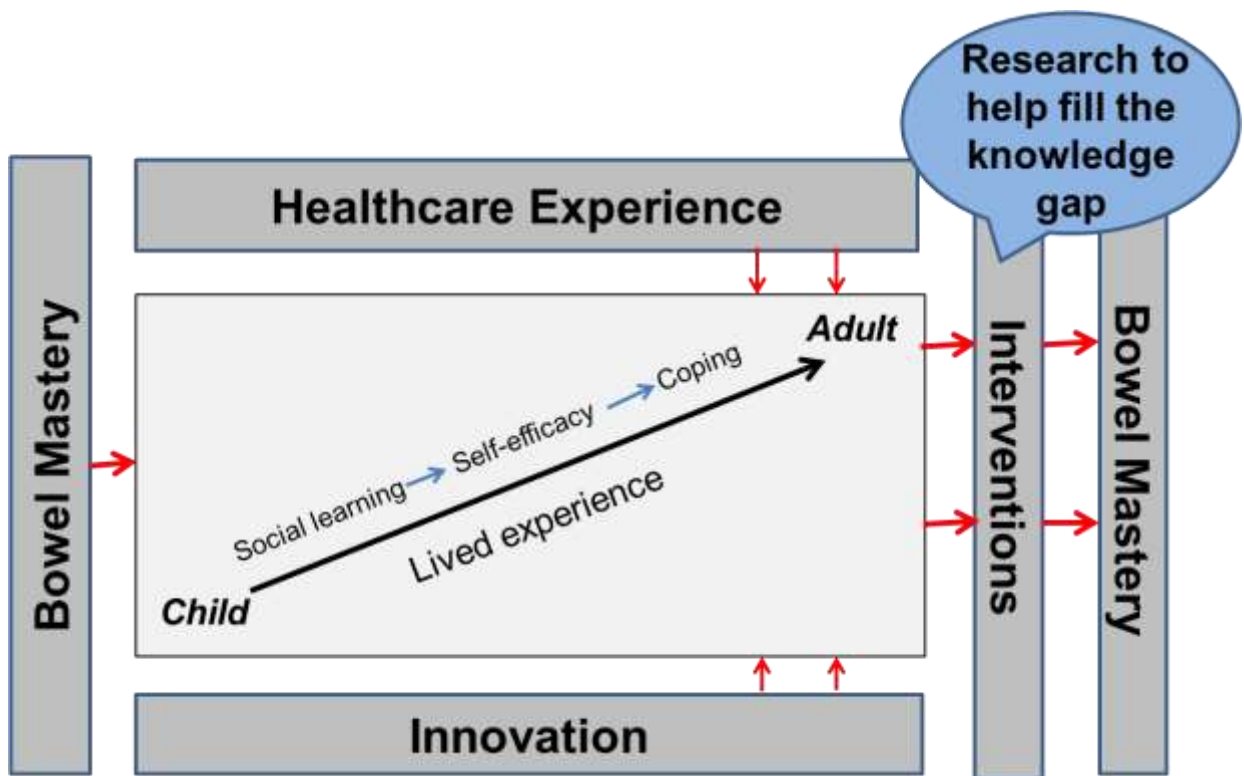 Research to
help fill the
knowledge
gap
Bowel Mastery
Healthcare Experience
Adult
Coping
Self-efficacy
Social learning
Lived experience
Child
Innovation
Interventions
Bowel Mastery